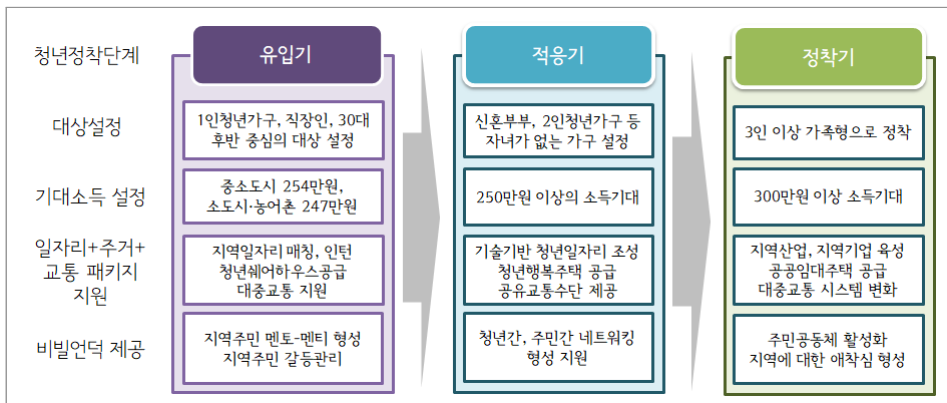 청년정착단계
유입기
적응기
정착기
대상설정
1인청년가구, 직장인, 30대
후반 중심의 대상 설정
신혼부부, 2인청년가구 등
자녀가 없는 가구 설정
3인 이상 가족형으로 정착
기대소득 설정
중소도시 254만원,
소도시·농어촌 247만원
250만원 이상의 소득기대
300만원 이상 소득기대
일자리+주거+
교통 패키지
지원
지역일자리 매칭, 인턴
청년쉐어하우스공급
대중교통 지원
기술기반 청년일자리 조성
청년행복주택 공급
공유교통수단 제공
지역산업, 지역기업 육성
공공임대주택 공급
대중교통 시스템 변화
비빌언덕 제공
지역주민 멘토-멘티 형성
지역주민 갈등관리
청년간, 주민간 네트워킹
형성 지원
주민공동체 활성화
지역에 대한 애착심 형성